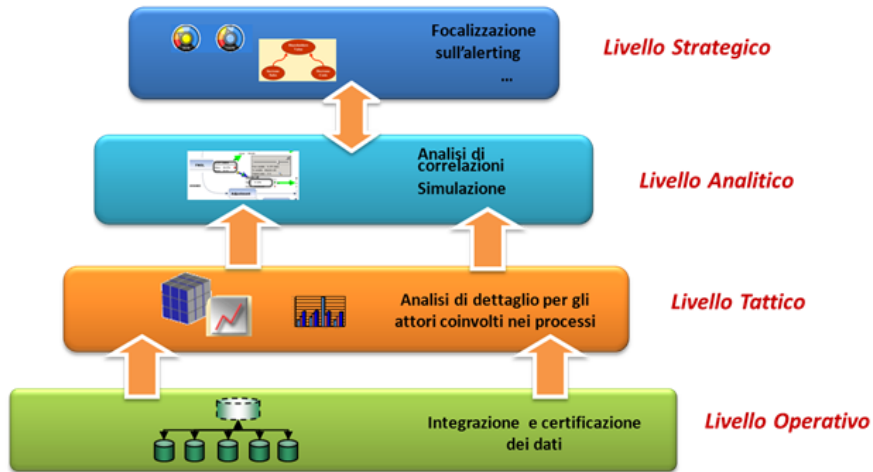 Focalizzazione
sull'alerting
...
Livello Strategico
Analisi di
correlazioni
Simulazione
Livello Analitico
Analisi di dettaglio per gli
attori coinvolti nei processi
Livello Tattico
Integrazione e certificazione
dei dati
Livello Operativo